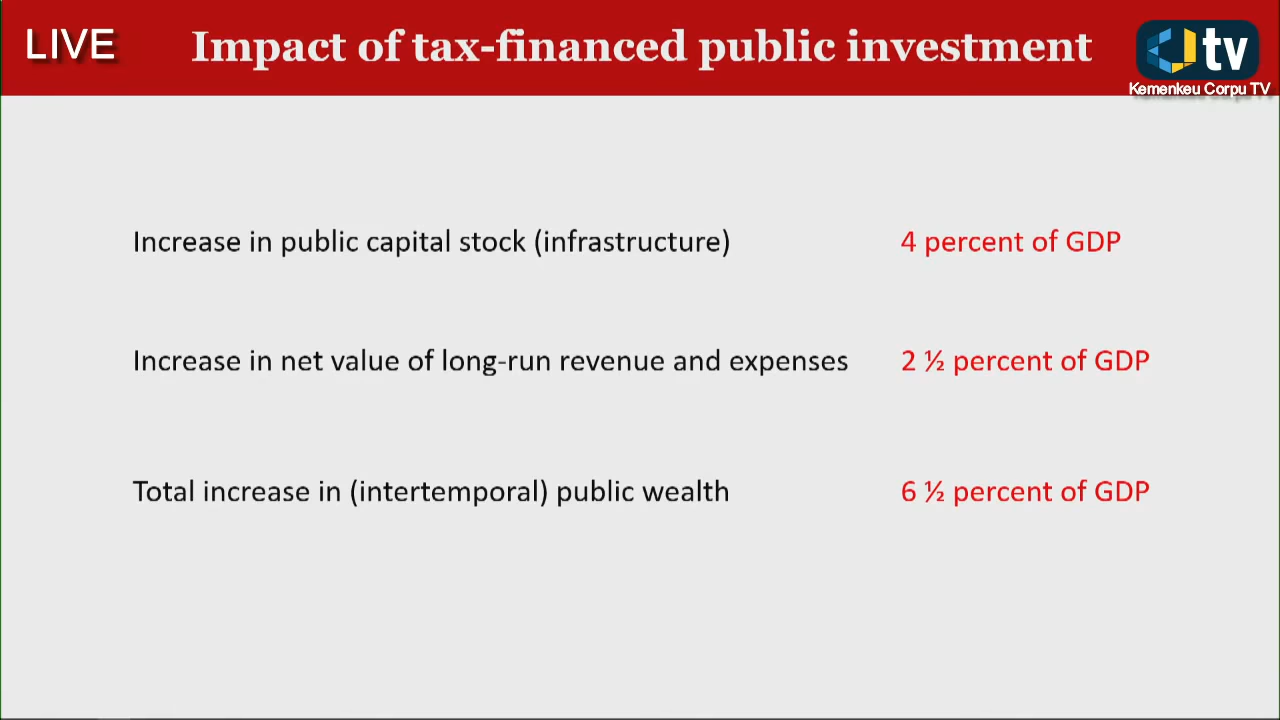 LIVE
Impact of tax-financed public investment
tv
Kemenkeu Corpu TV
Increase in public capital stock (infrastructure) 4 percent of GDP
Increase in net value of long-run revenue and expenses 2 ½ percent of GDP
Total increase in (intertemporal) public wealth 6 ½ percent of GDP